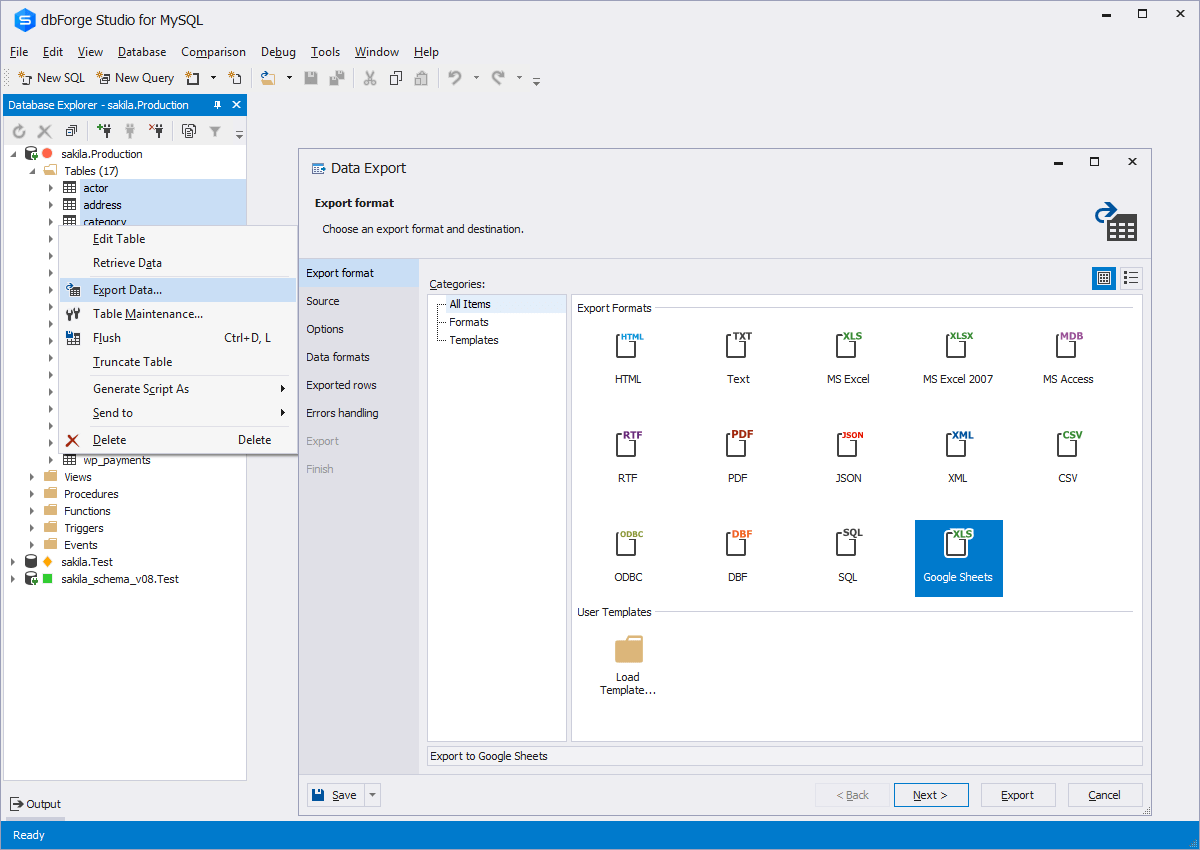 dbForge Studio for MySQL
File Edit View Database Comparison Debug Tools Window Help
New SQL New Query
Database Explorer - sakila.Production
sakila.Production
Tables (17)
actor
address
category
Edit Table
Retrieve Data
Export Data...
Table Maintenance...
Flush Ctrl+D, L
Truncate Table
Generate Script As
Send to
Delete Delete
wp_payments
Views
Procedures
Functions
Triggers
Events
sakila.Test
sakila_schema_v08.Test
Output
Ready
Data Export
Export format
Choose an export format and destination.
Export format
Source
Options
Data formats
Exported rows
Errors handling
Export
Finish
Categories:
All Items
Formats
Templates
Export Formats
HTML TXT XLS XLSX MDB
HTML Text MS Excel MS Excel 2007 MS Access
RTF PDF JSON XML CSV
RTF PDF JSON XML CSV
ODBC DBF SQL XLS
ODBC DBF SQL Google Sheets
User Templates
Load
Template...
Export to Google Sheets
Save < Back Next > Export Cancel